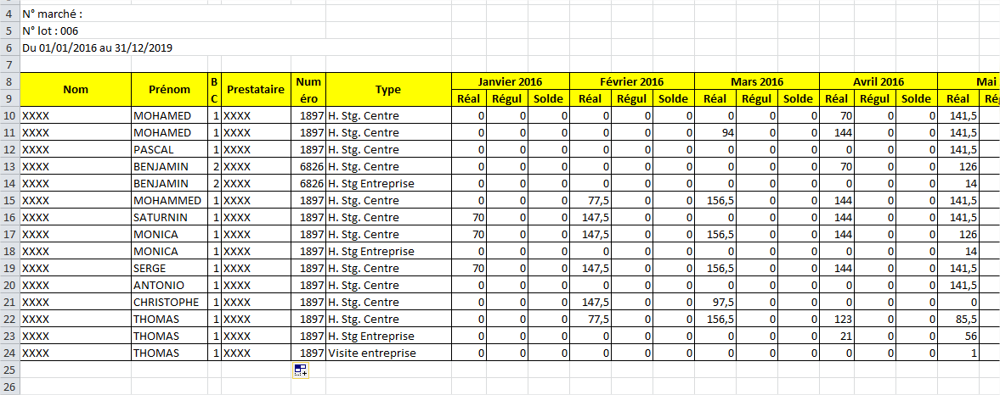 4 N° marché :
5 N° lot : 006
6 Du 01/01/2016 au 31/12/2019
7
8 Nom Prénom B C Prestataire Num éro Type Janvier 2016 Février 2016 Mars 2016 Avril 2016 Mai
9 Réal Régul Solde Réal Régul Solde Réal Régul Solde Réal Régul Solde Réal Rég
10 XXXX MOHAMED 1 XXXX 1897 H. Stg. Centre 0 0 0 0 0 0 0 0 0 70 0 0 141,5
11 XXXX MOHAMED 1 XXXX 1897 H. Stg. Centre 0 0 0 0 0 0 94 0 0 144 0 0 141,5
12 XXXX PASCAL 1 XXXX 1897 H. Stg. Centre 0 0 0 0 0 0 0 0 0 0 0 0 141,5
13 XXXX BENJAMIN 2 XXXX 6826 H. Stg. Centre 0 0 0 0 0 0 0 0 0 70 0 0 126
14 XXXX BENJAMIN 2 XXXX 6826 H. Stg Entreprise 0 0 0 0 0 0 0 0 0 0 0 0 14
15 XXXX MOHAMMED 1 XXXX 1897 H. Stg. Centre 0 0 0 77,5 0 0 156,5 0 0 144 0 0 141,5
16 XXXX SATURNIN 1 XXXX 1897 H. Stg. Centre 70 0 0 147,5 0 0 0 0 0 144 0 0 141,5
17 XXXX MONICA 1 XXXX 1897 H. Stg. Centre 70 0 0 147,5 0 0 156,5 0 0 144 0 0 126
18 XXXX MONICA 1 XXXX 1897 H. Stg Entreprise 0 0 0 0 0 0 0 0 0 0 0 0 14
19 XXXX SERGE 1 XXXX 1897 H. Stg. Centre 70 0 0 147,5 0 0 156,5 0 0 144 0 0 141,5
20 XXXX ANTONIO 1 XXXX 1897 H. Stg. Centre 0 0 0 0 0 0 0 0 0 0 0 0 141,5
21 XXXX CHRISTOPHE 1 XXXX 1897 H. Stg. Centre 0 0 0 147,5 0 0 97,5 0 0 0 0 0 0
22 XXXX THOMAS 1 XXXX 1897 H. Stg. Centre 0 0 0 77,5 0 0 156,5 0 0 123 0 0 85,5
23 XXXX THOMAS 1 XXXX 1897 H. Stg Entreprise 0 0 0 0 0 0 0 0 0 21 0 0 56
24 XXXX THOMAS 1 XXXX 1897 Visite entreprise 0 0 0 0 0 0 0 0 0 0 0 0 1
25
26